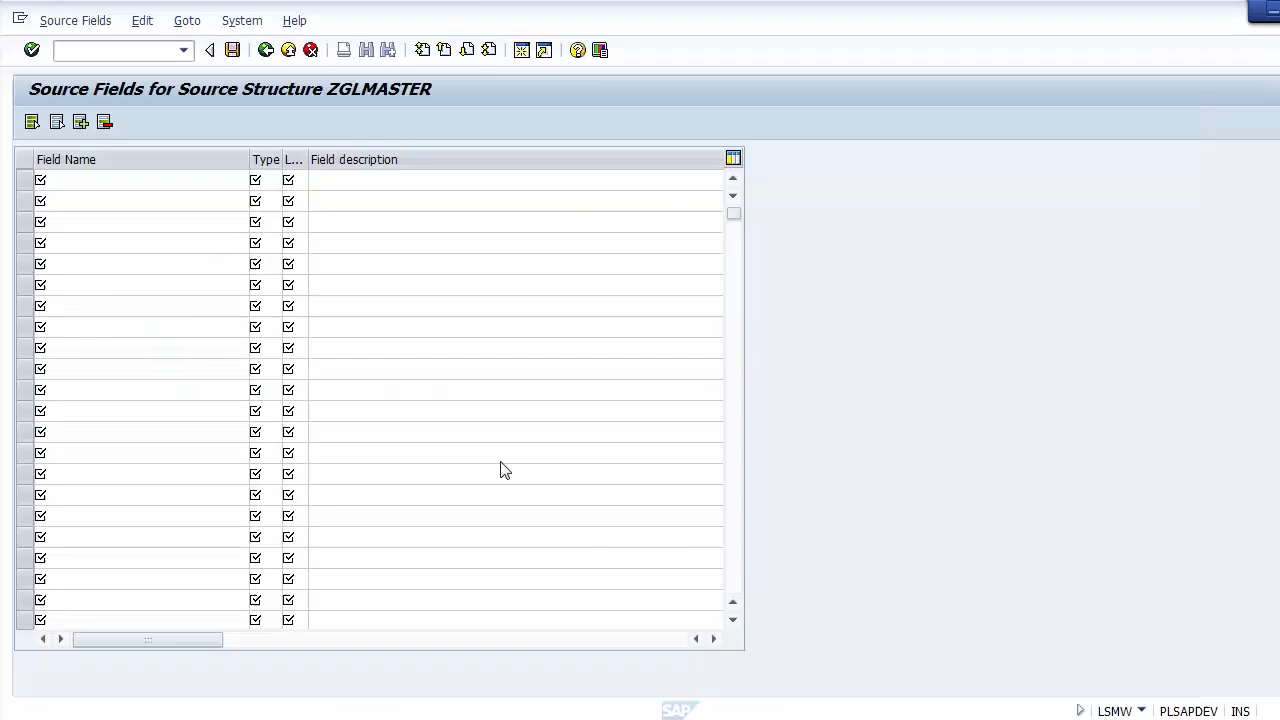 Source Fields Edit Goto System Help
Source Fields for Source Structure ZGLMASTER
Field Name Type L... Field description
SAP LSMW PLSAPDEV INS